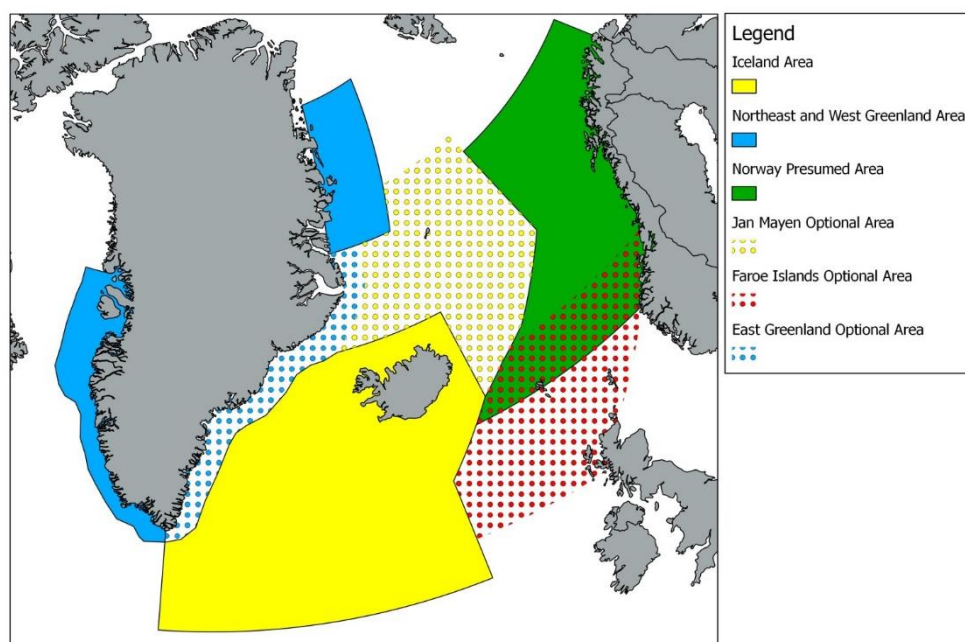 Legend
Iceland Area
Northeast and West Greenland Area
Norway Presumed Area
Jan Mayen Optional Area
Faroe Islands Optional Area
East Greenland Optional Area